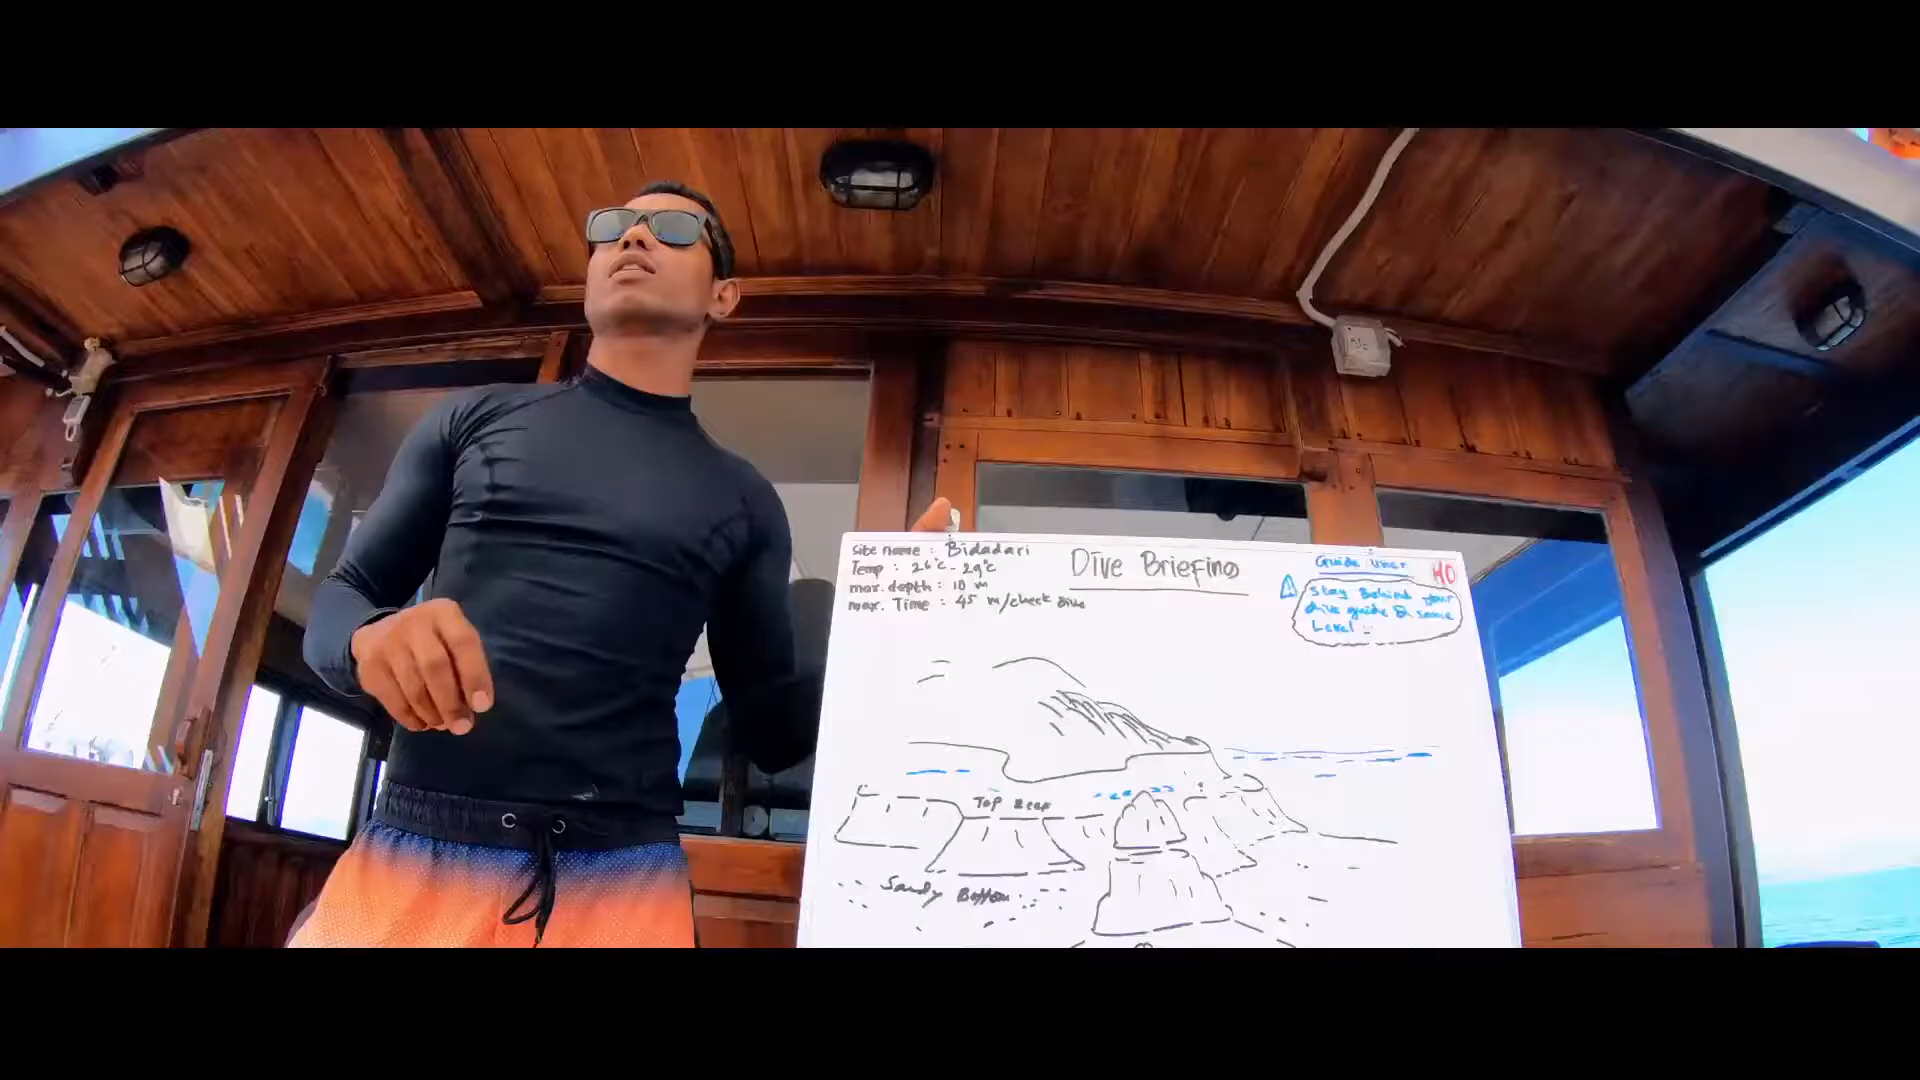 Site name : Bidadari
Temp : 26°c - 29°c
max. depth : 18 m
max. Time : 45 m/check dive
Dive Briefing
Guide
Stay Behind your
dive guide & same
Level
Top Reef
Sandy Bottom